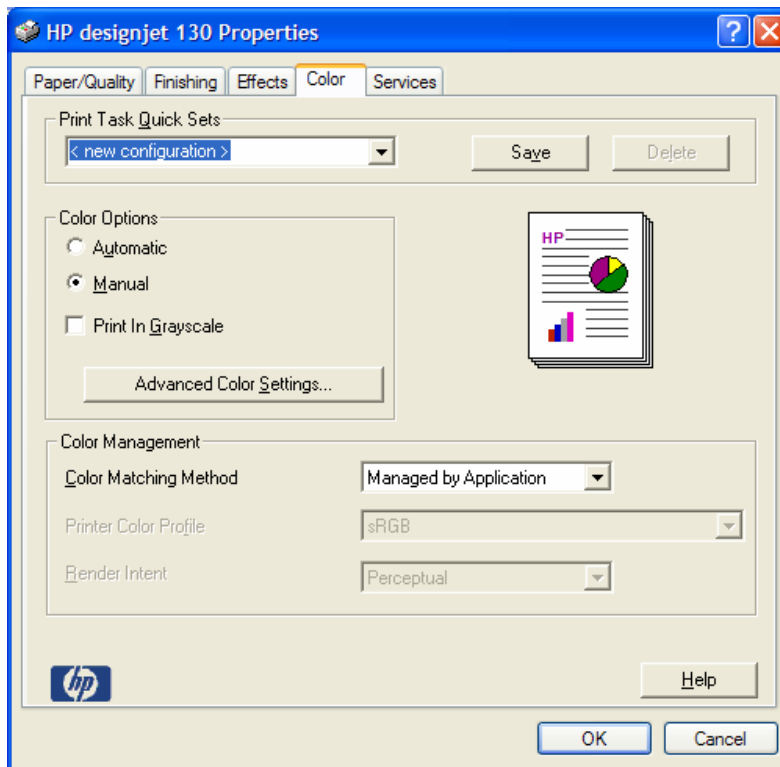 HP designjet 130 Properties
Paper/Quality Finishing Effects Color Services
Print Task Quick Sets
< new configuration > Save Delete
Color Options
Automatic
Manual
Print In Grayscale
Advanced Color Settings...
HP
Color Management
Color Matching Method Managed by Application
Printer Color Profile sRGB
Render Intent Perceptual
hp Help
OK Cancel